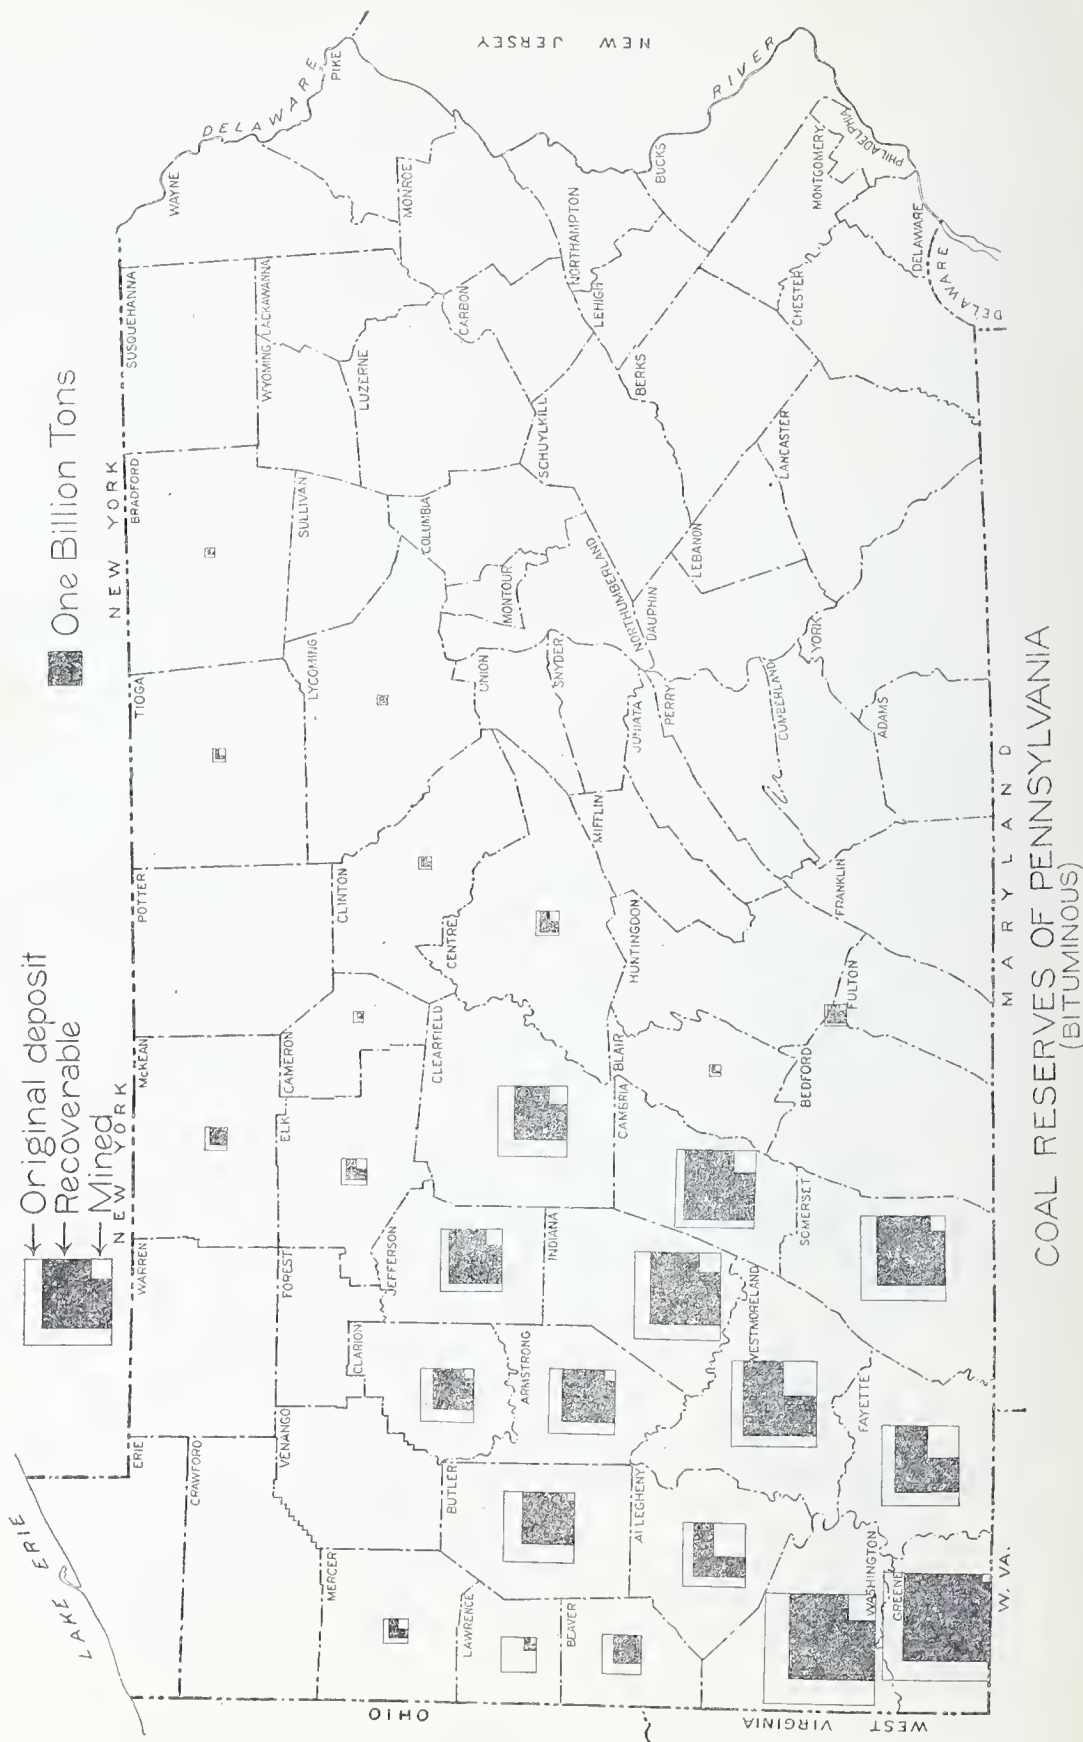 COAL RESERVES OF PENNSYLVANIA
(BITUMINOUS)
Original deposit
Recoverable
Mined
One Billion Tons
LAKE ERIE
NEW YORK
NEW YORK
NEW JERSEY
DELAWARE
RIVER
DELAWARE
MARYLAND
W. VA.
WEST VIRGINIA
OHIO
ERIE
CRAWFORD
WARREN
McKEAN
POTTER
TIOGA
BRADFORD
SUSQUEHANNA
WAYNE
PIKE
MERCER
VENANGO
FOREST
ELK
CAMERON
CLINTON
LYCOMING
SULLIVAN
WYOMING
LACKAWANNA
LUZERNE
MONROE
CARBON
COLUMBIA
MONTOUR
UNION
SNYDER
NORTHUMBERLAND
SCHUYLKILL
NORTHAMPTON
LEHIGH
BUCKS
MONTGOMERY
PHILADELPHIA
DELAWARE
CHESTER
BERKS
LANCASTER
LEBANON
DAUPHIN
JUNIATA
PERRY
CUMBERLAND
YORK
ADAMS
FRANKLIN
MIFFLIN
HUNTINGDON
CENTRE
CLEARFIELD
JEFFERSON
CLARION
BUTLER
LAWRENCE
BEAVER
ALLEGHENY
ARMSTRONG
INDIANA
CAMBRIA
BLAIR
BEDFORD
FULTON
SOMERSET
WESTMORELAND
FAYETTE
WASHINGTON
GREENE